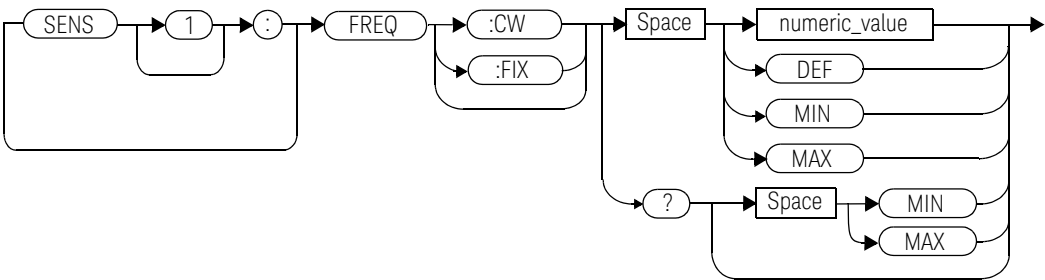 SENS 1 : FREQ :CW Space numeric_value
:FIX DEF
MIN
MAX
? Space MIN
MAX